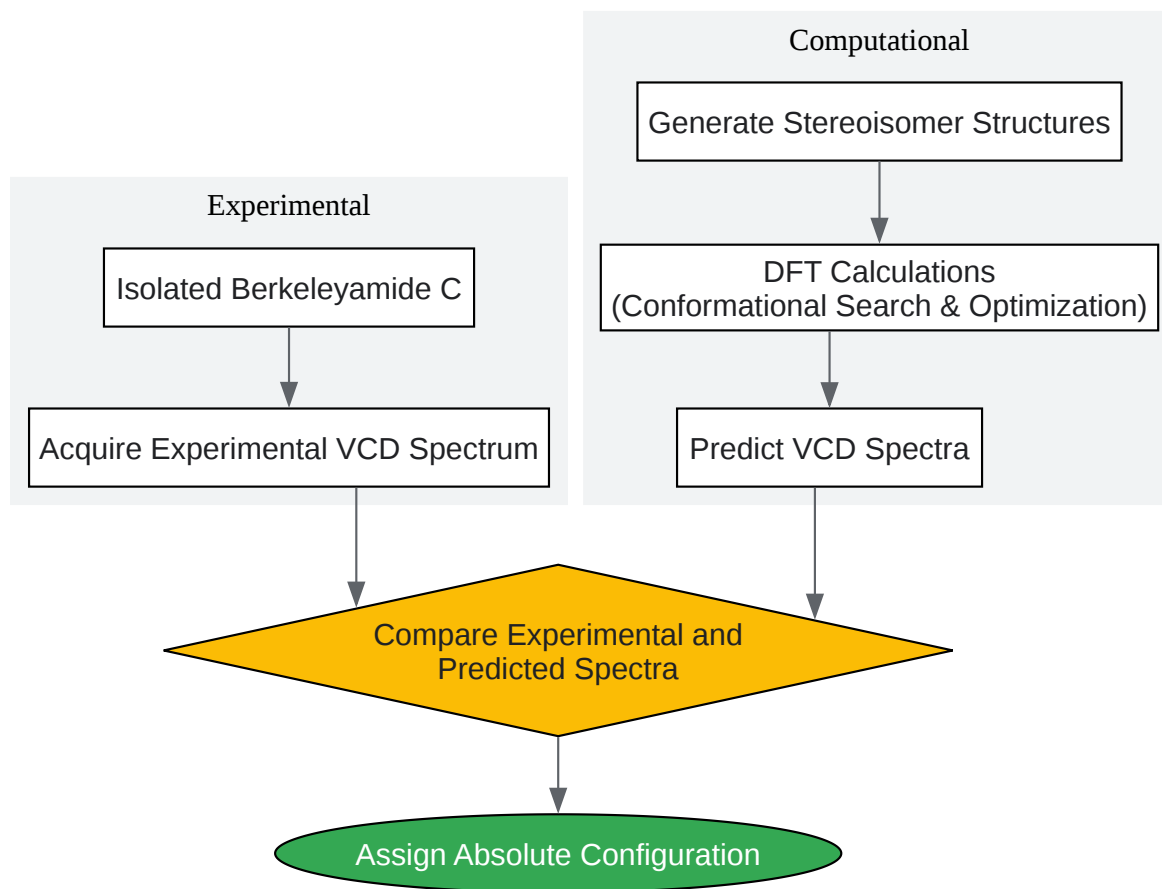 Computational
Generate Stereoisomer Structures
Experimental
Isolated Berkeleyamide C
DFT Calculations
(Conformational Search & Optimization)
Acquire Experimental VCD Spectrum
Predict VCD Spectra
Compare Experimental and
Predicted Spectra
Assign Absolute Configuration